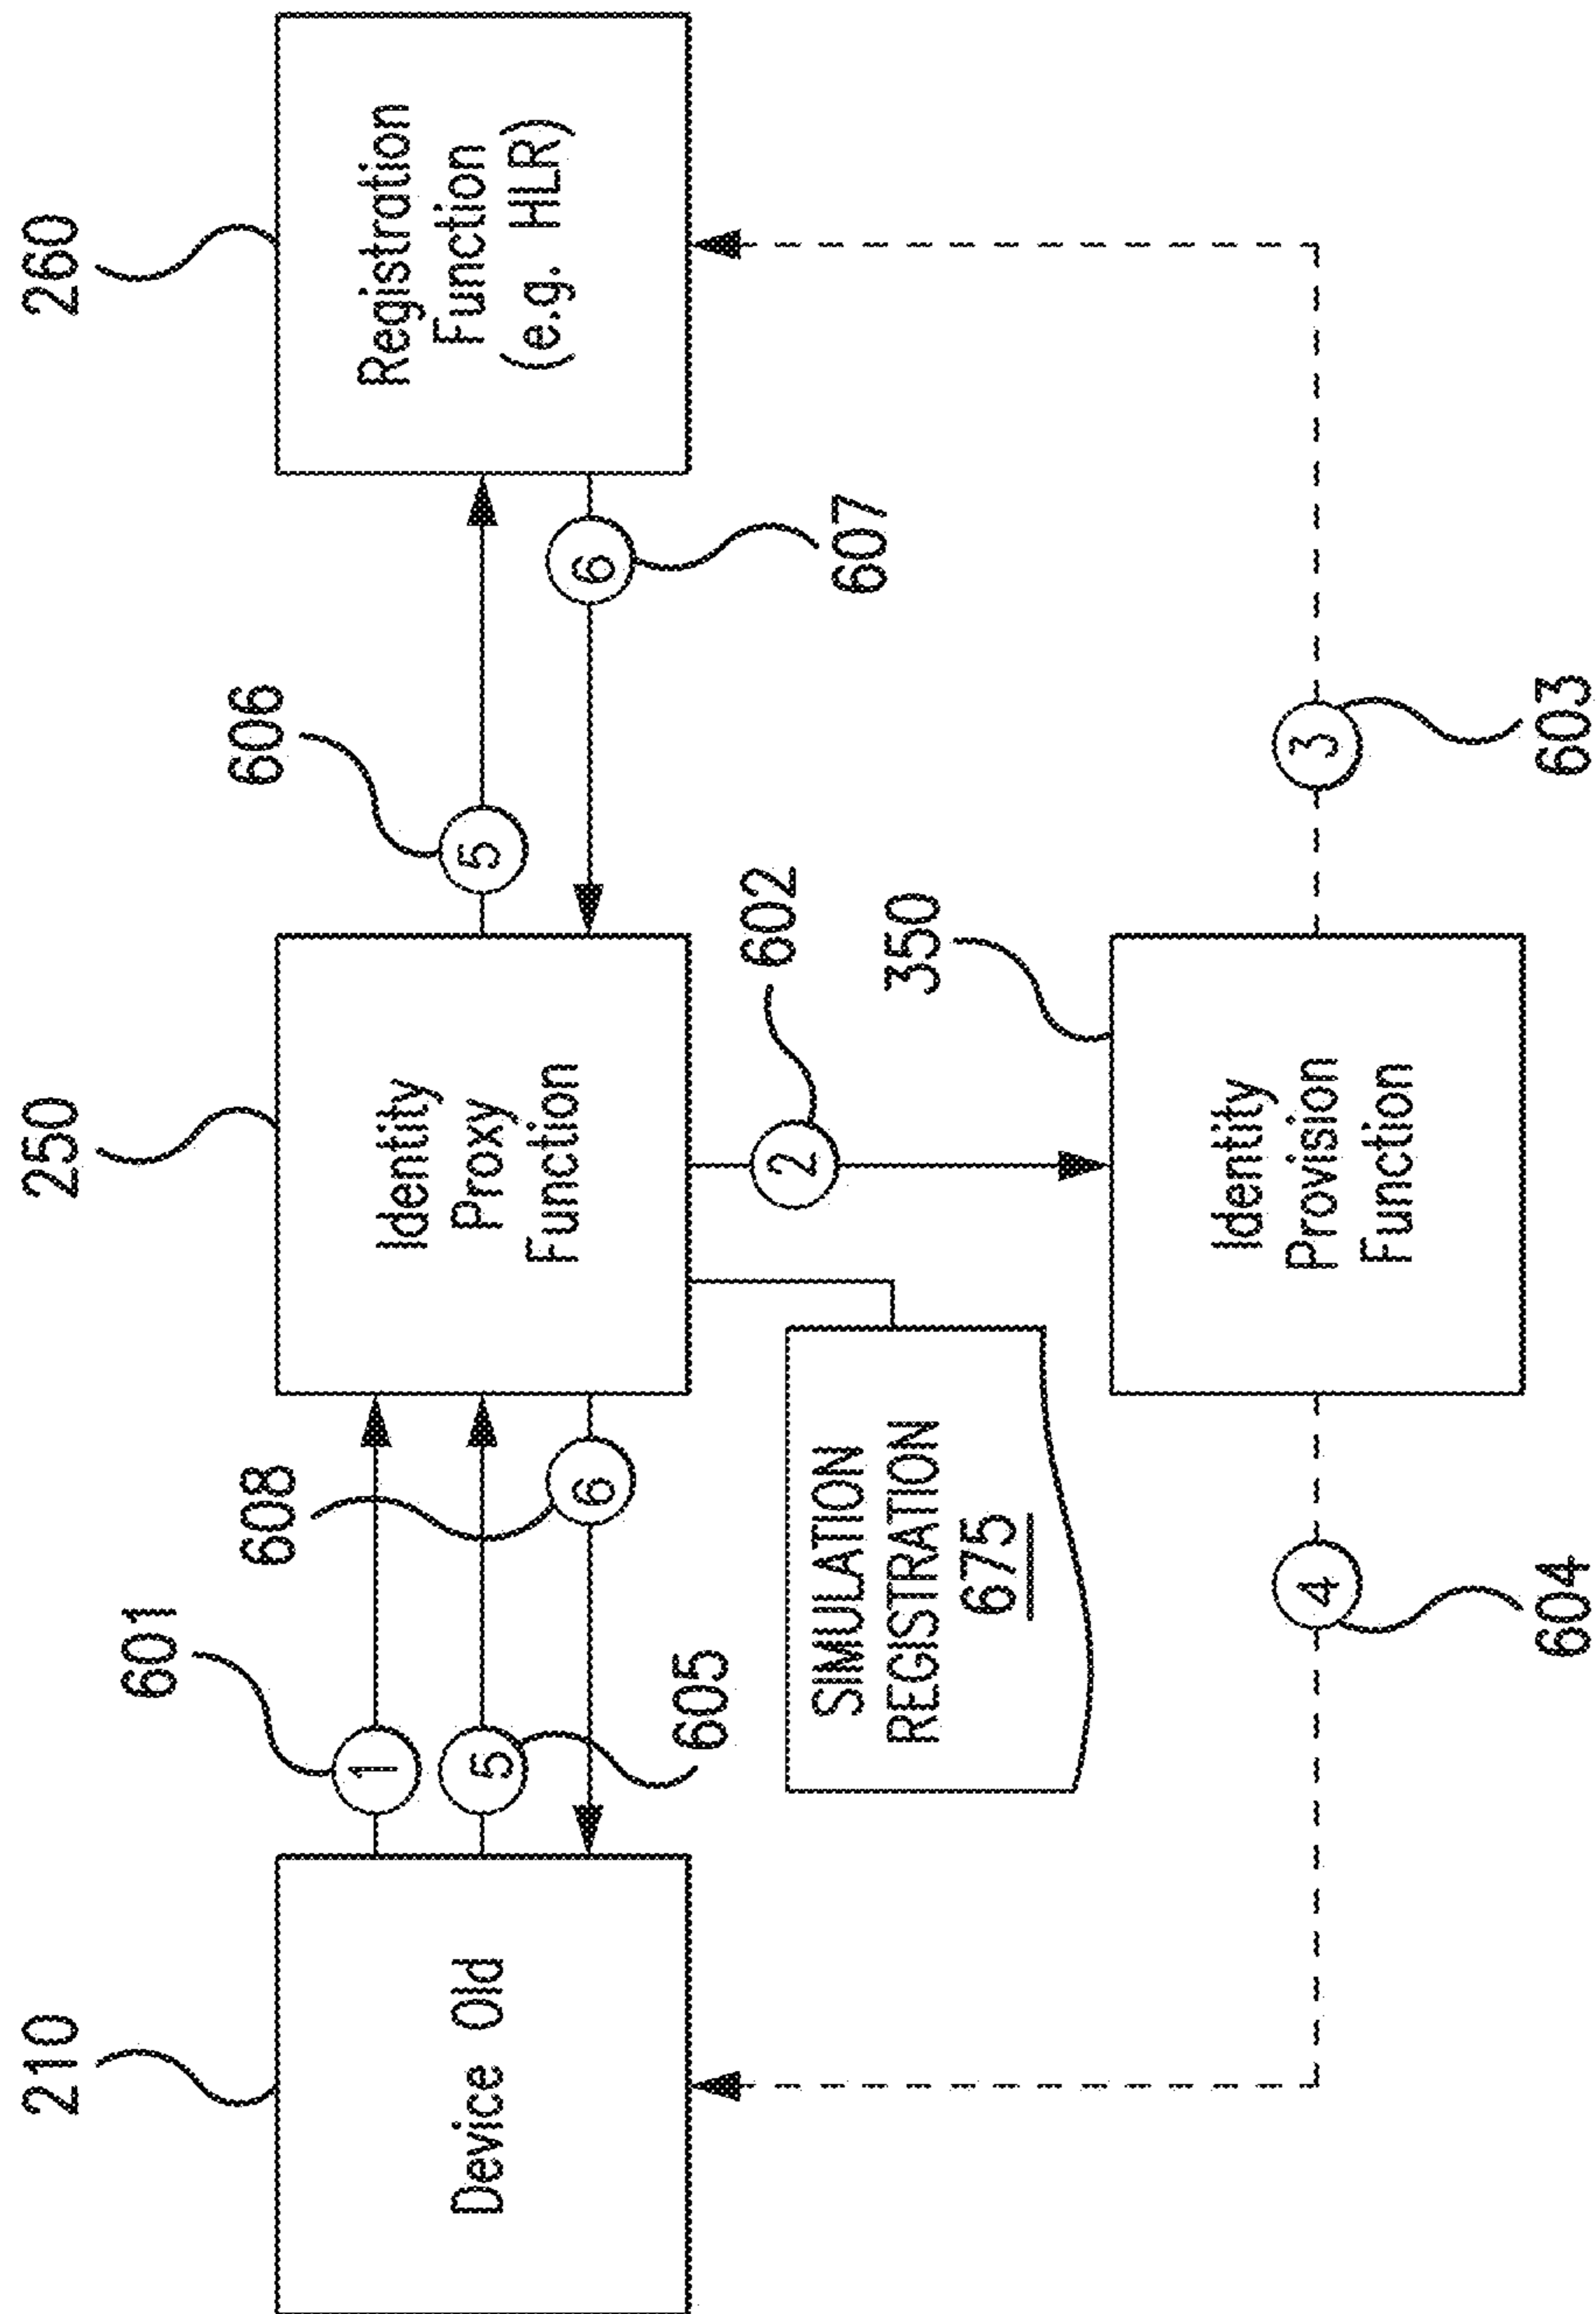 210
250
260
Device Old
Identity
Proxy
Function
Registration
Function
(e.g. HLR)
601
1
5
605
608
6
606
5
6
607
2
602
SIMULATION
REGISTRATION
675
350
Identity
Provision
Function
4
604
3
603